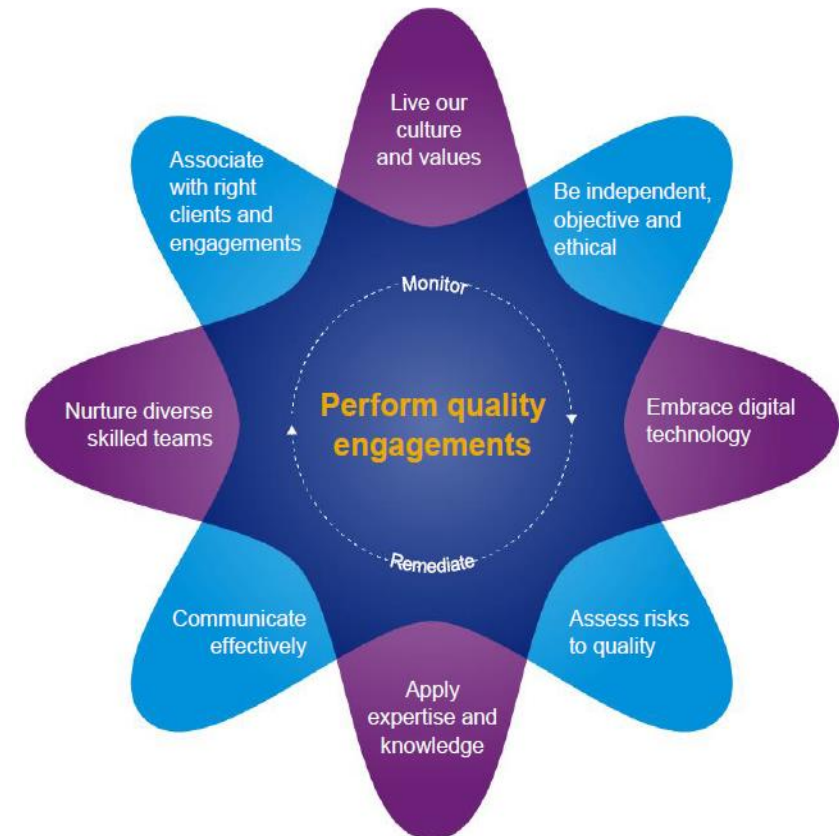 Live our
culture
and values
Be independent,
objective and
ethical
Embrace digital
technology
Assess risks
to quality
Apply
expertise and
knowledge
Communicate
effectively
Nurture diverse
skilled teams
Associate
with right
clients and
engagements
Monitor
Perform quality
engagements
Remediate